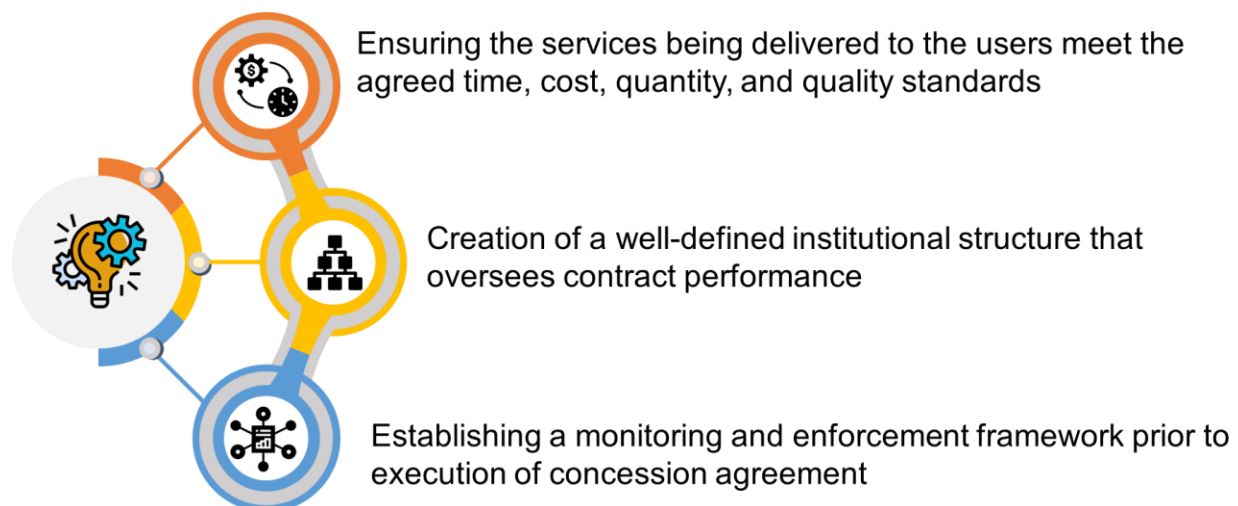 Ensuring the services being delivered to the users meet the
agreed time, cost, quantity, and quality standards
Creation of a well-defined institutional structure that
oversees contract performance
Establishing a monitoring and enforcement framework prior to
execution of concession agreement